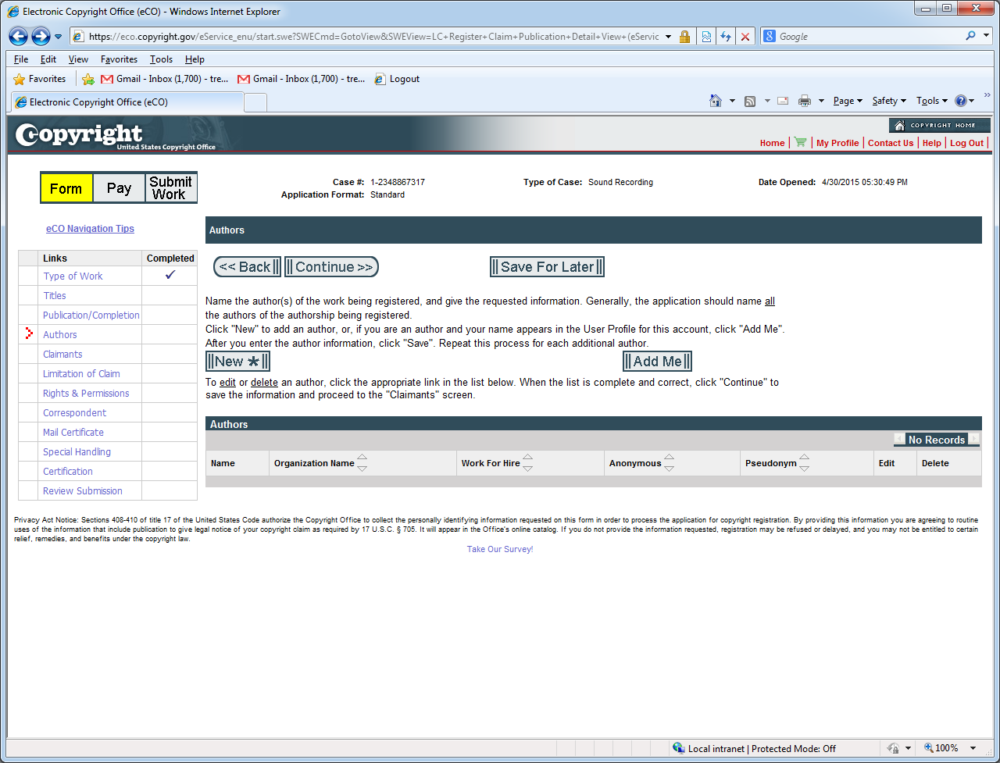 Electronic Copyright Office (eCO) - Windows Internet Explorer
https://eco.copyright.gov/eService_enu/start.swe?SWECmd=GotoView&SWEView=LC+Register+Claim+Publication+Detail+View+(eServic
Google
File Edit View Favorites Tools Help
Favorites Gmail - Inbox (1,700) - tre... Gmail - Inbox (1,700) - tre... Logout
Electronic Copyright Office (eCO)
Page Safety Tools
Copyright
United States Copyright Office
COPYRIGHT HOME
Home | | My Profile | Contact Us | Help | Log Out |
Form Pay Submit Work
Case #: 1-2348867317 Type of Case: Sound Recording Date Opened: 4/30/2015 05:30:49 PM
Application Format: Standard
eCO Navigation Tips
Authors
Links Completed
Type of Work ✓
Titles
Publication/Completion
Authors
Claimants
Limitation of Claim
Rights & Permissions
Correspondent
Mail Certificate
Special Handling
Certification
Review Submission
<< Back Continue >> Save For Later
Name the author(s) of the work being registered, and give the requested information. Generally, the application should name all
the authors of the authorship being registered.
Click "New" to add an author, or, if you are an author and your name appears in the User Profile for this account, click "Add Me".
After you enter the author information, click "Save". Repeat this process for each additional author.
New * Add Me
To edit or delete an author, click the appropriate link in the list below. When the list is complete and correct, click "Continue" to
save the information and proceed to the "Claimants" screen.
Authors
No Records
Name Organization Name Work For Hire Anonymous Pseudonym Edit Delete
Privacy Act Notice: Sections 408-410 of title 17 of the United States Code authorize the Copyright Office to collect the personally identifying information requested on this form in order to process the application for copyright registration. By providing this information you are agreeing to routine
uses of the information that include publication to give legal notice of your copyright claim as required by 17 U.S.C. § 705. It will appear in the Office's online catalog. If you do not provide the information requested, registration may be refused or delayed, and you may not be entitled to certain
relief, remedies, and benefits under the copyright law.
Take Our Survey!
Local intranet | Protected Mode: Off
100%